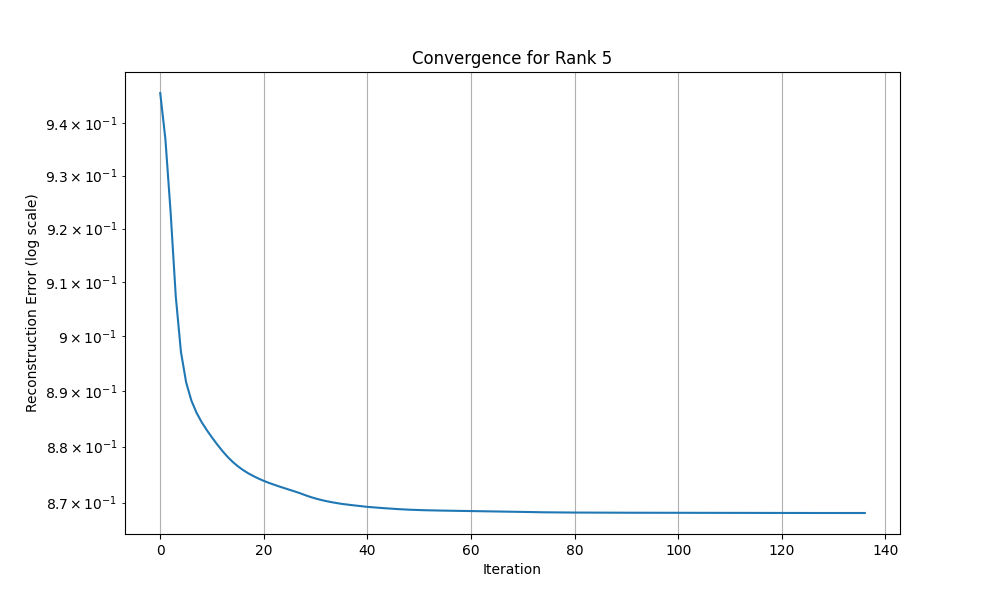 Convergence for Rank 5
Reconstruction Error (log scale)
9.4 × 10⁻¹
9.3 × 10⁻¹
9.2 × 10⁻¹
9.1 × 10⁻¹
9 × 10⁻¹
8.9 × 10⁻¹
8.8 × 10⁻¹
8.7 × 10⁻¹
0 20 40 60 80 100 120 140
Iteration